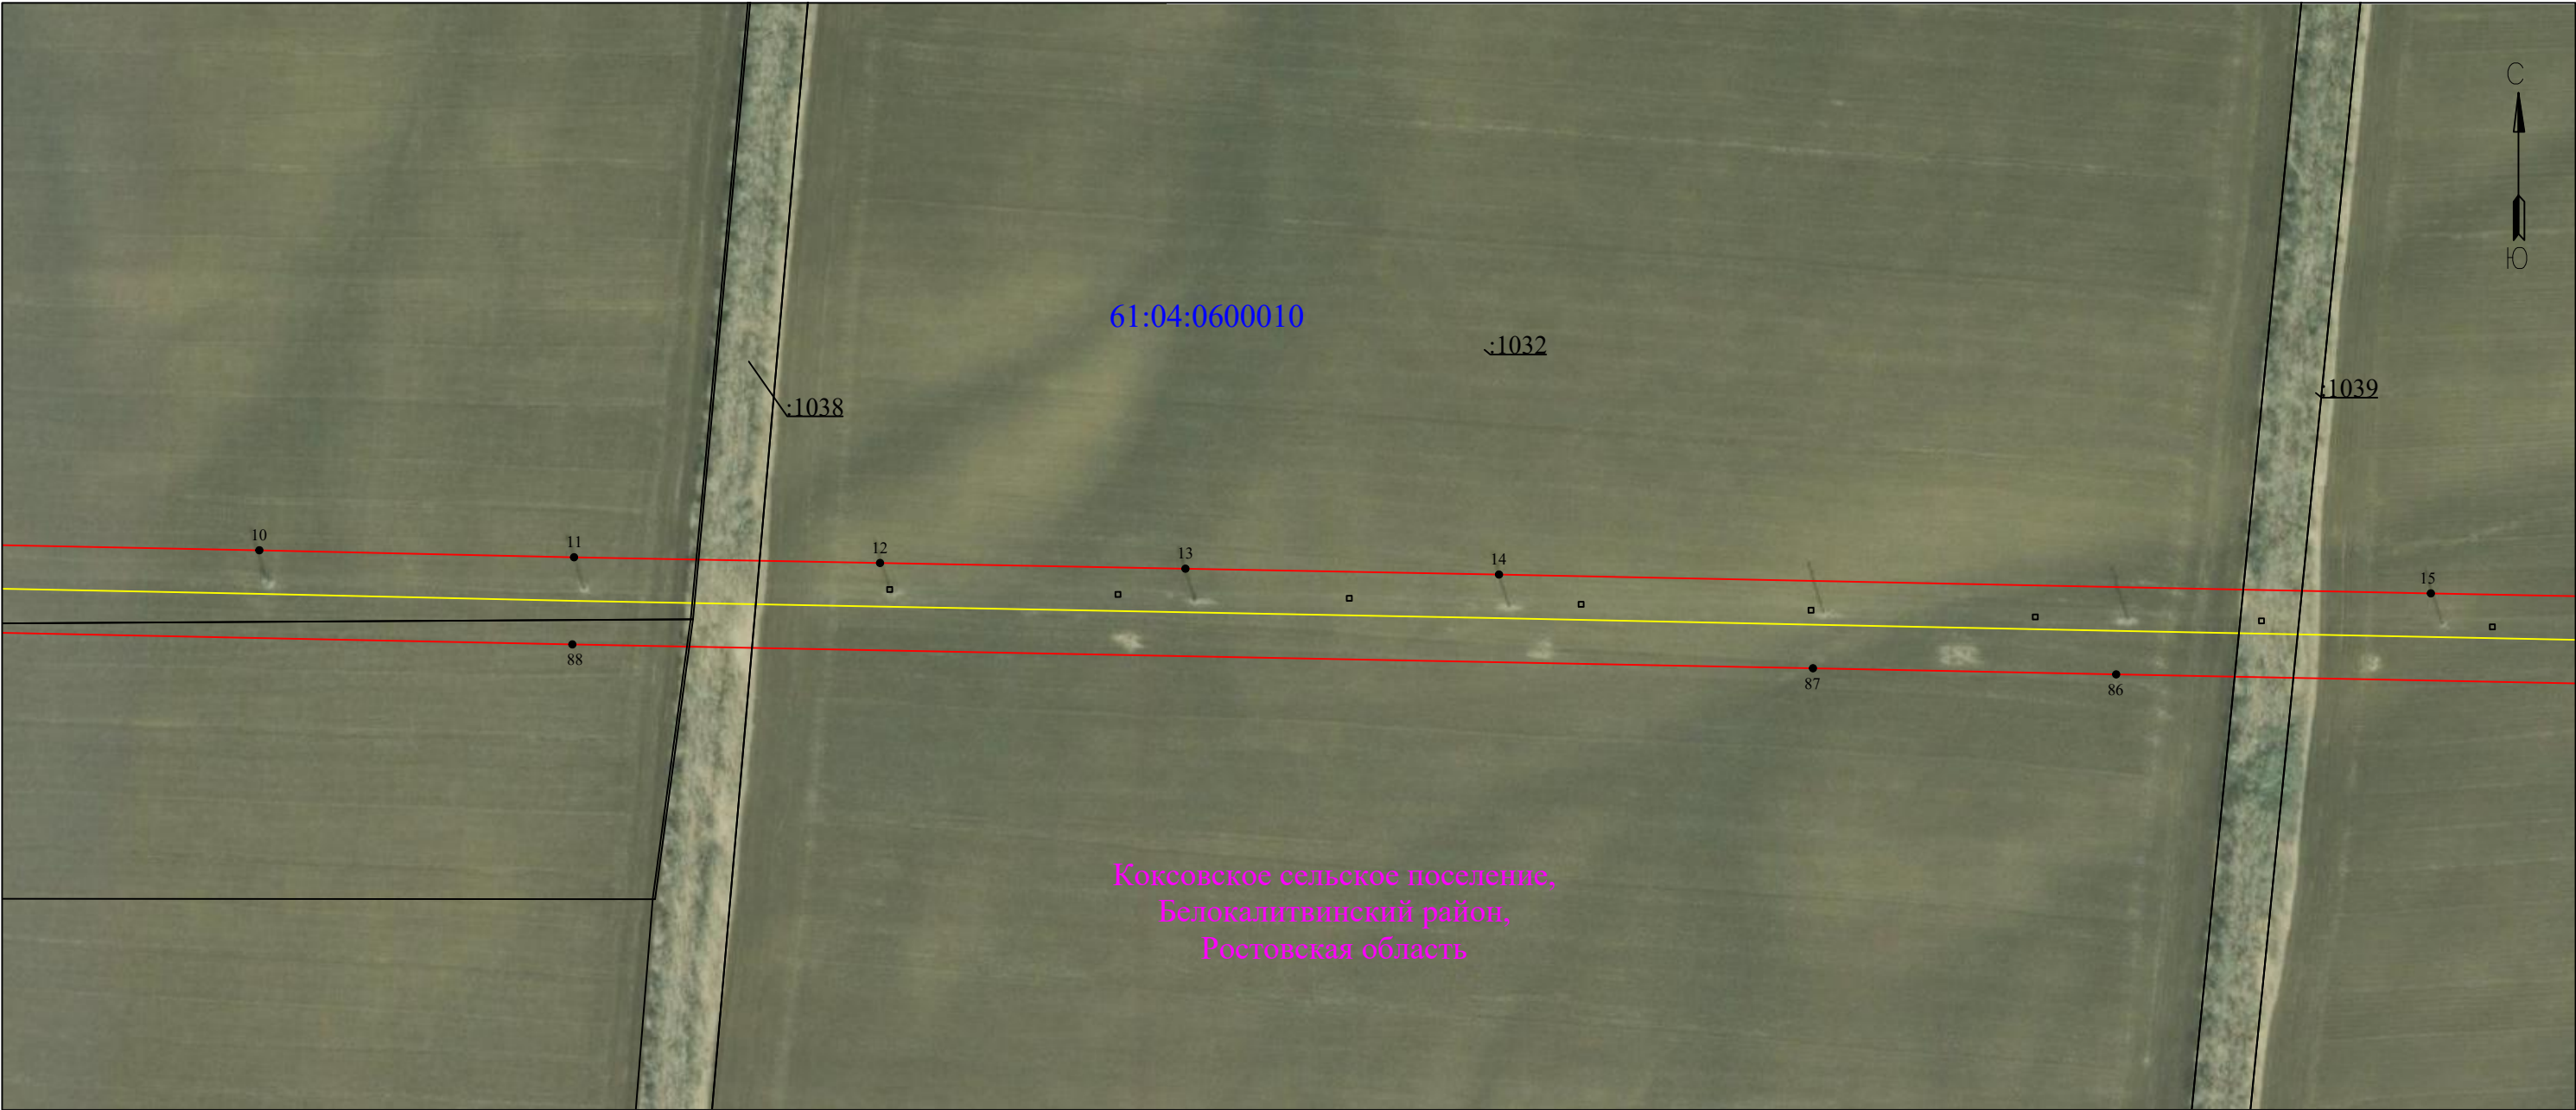 С
Ю
61:04:0600010
:1032
:1039
:1038
10
11
12
13
14
15
88
87
86
Коксовское сельское поселение,
Белокалитвинский район,
Ростовская область